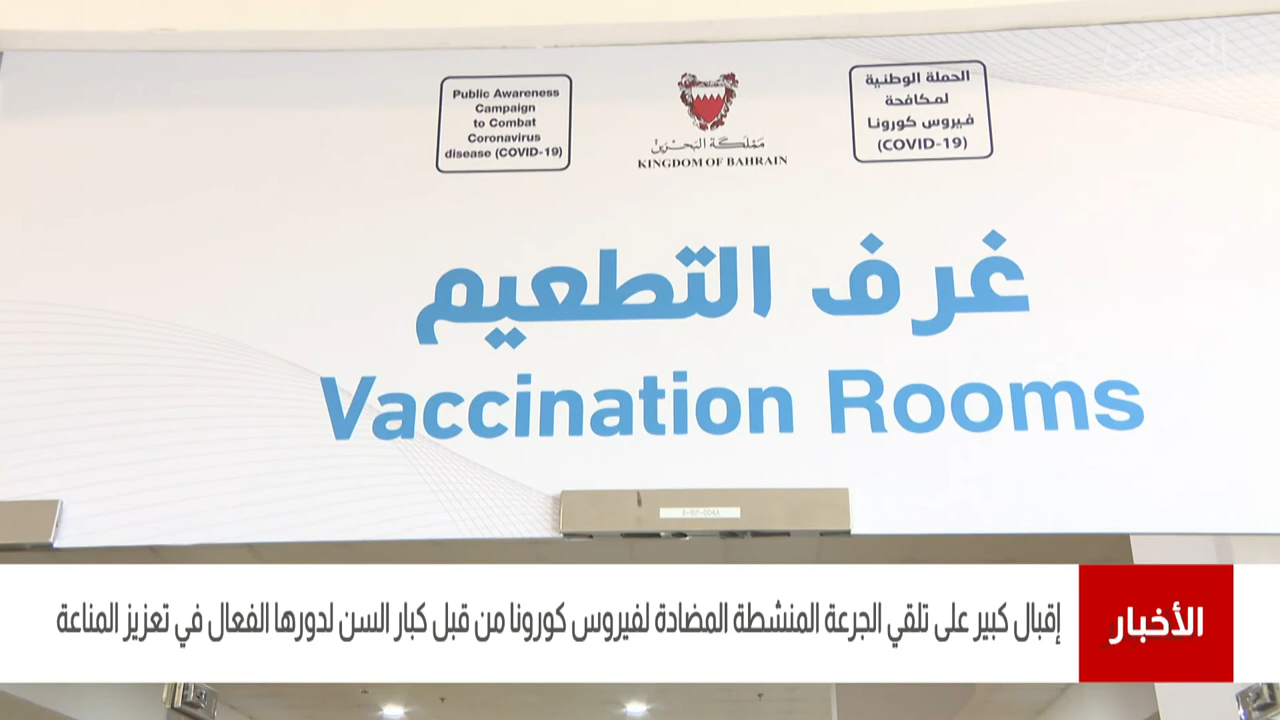 Public Awareness
Campaign
to Combat
Coronavirus
disease (COVID-19)
مملكة البحرين
KINGDOM OF BAHRAIN
الحملة الوطنية
لمكافحة
فيروس كورونا
(COVID-19)
غرف التطعيم
Vaccination Rooms
الأخبار
إقبال كبير على تلقي الجرعة المنشطة المضادة لفيروس كورونا من قبل كبار السن لدورها الفعال في تعزيز المناعة